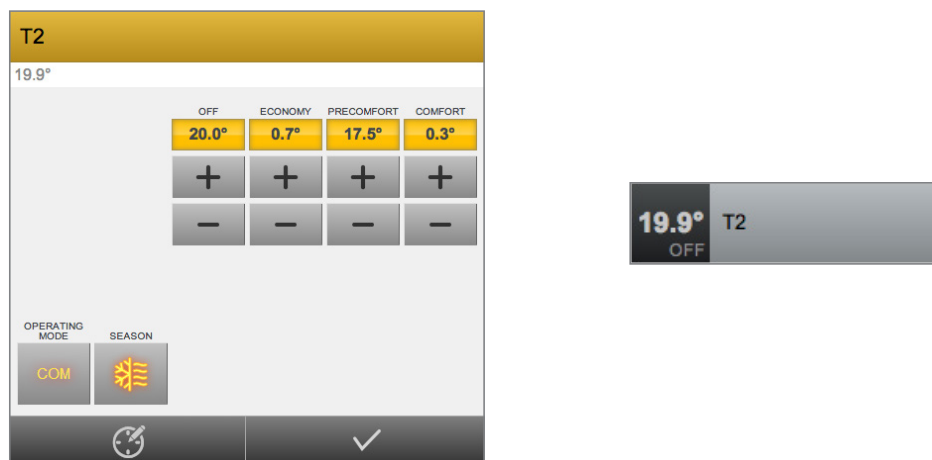 T2
19.9°
OFF ECONOMY PRECOMFORT COMFORT
20.0° 0.7° 17.5° 0.3°
OPERATING
MODE SEASON
COM
19.9° T2
OFF